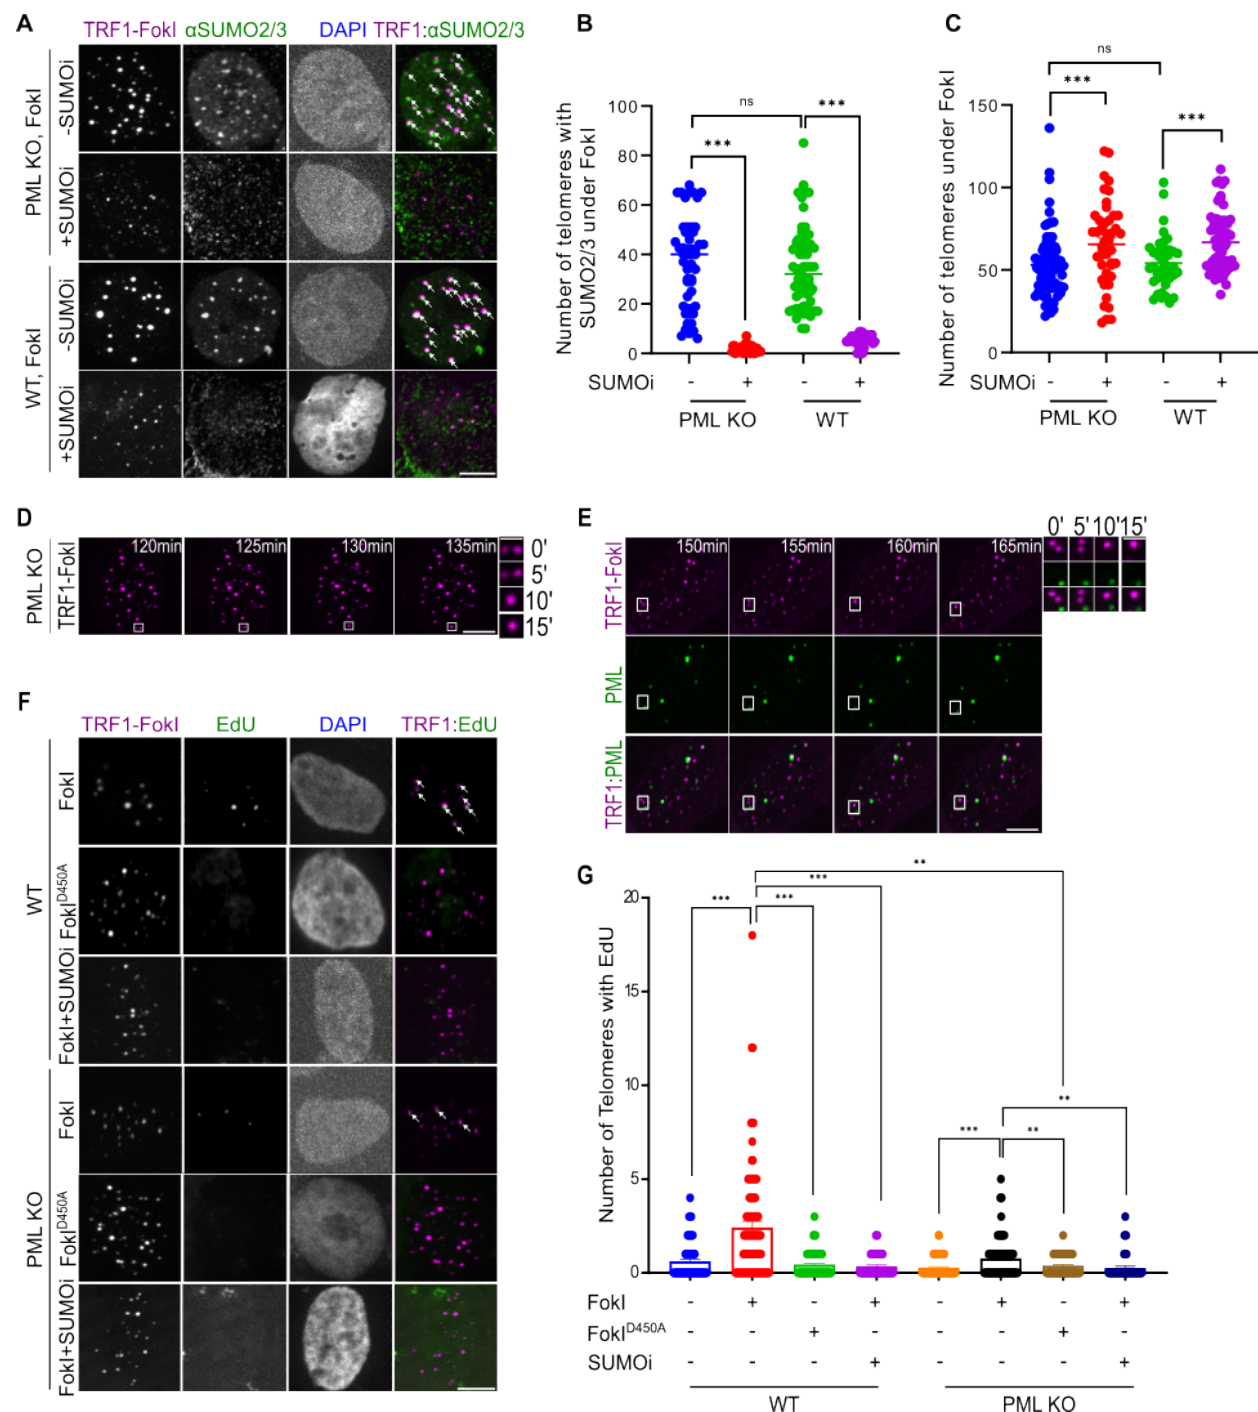 A
TRF1-FokI αSUMO2/3 DAPI TRF1:αSUMO2/3
PML KO, FokI
-SUMOi
+SUMOi
WT, FokI
-SUMOi
+SUMOi
B
Number of telomeres with
SUMO2/3 under FokI
100
80
60
40
20
0
ns
***
***
SUMOi - + - +
PML KO WT
C
Number of telomeres under FokI
150
100
50
0
ns
***
***
SUMOi - + - +
PML KO WT
D
PML KO
TRF1-FokI
120min 125min 130min 135min
0'
5'
10'
15'
E
0' 5' 10' 15'
150min 155min 160min 165min
TRF1-FokI
PML
TRF1:PML
F
TRF1-FokI EdU DAPI TRF1:EdU
WT
FokI
FokI^D450A
FokI+SUMOi
PML KO
FokI
FokI^D450A
FokI+SUMOi
G
Number of Telomeres with EdU
20
15
10
5
0
**
***
*** ***
**
*** **
FokI - + - + - + - +
FokI^D450A - - + - - - + -
SUMOi - - - + - - - +
WT PML KO